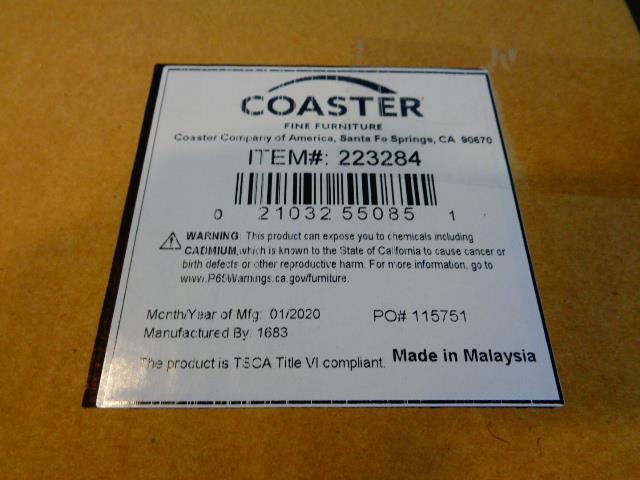 COASTER
FINE FURNITURE
Coaster Company of America, Santa Fe Springs, CA 90670
ITEM#: 223284
0 21032 55085 1
WARNING: This product can expose you to chemicals including
CADMIUM,which is known to the State of California to cause cancer or
birth defects or other reproductive harm. For more information, go to
www.P65Warnings.ca.gov/furniture.
Month/Year of Mfg: 01/2020 PO# 115751
Manufactured By: 1683
The product is TSCA Title VI compliant. Made in Malaysia